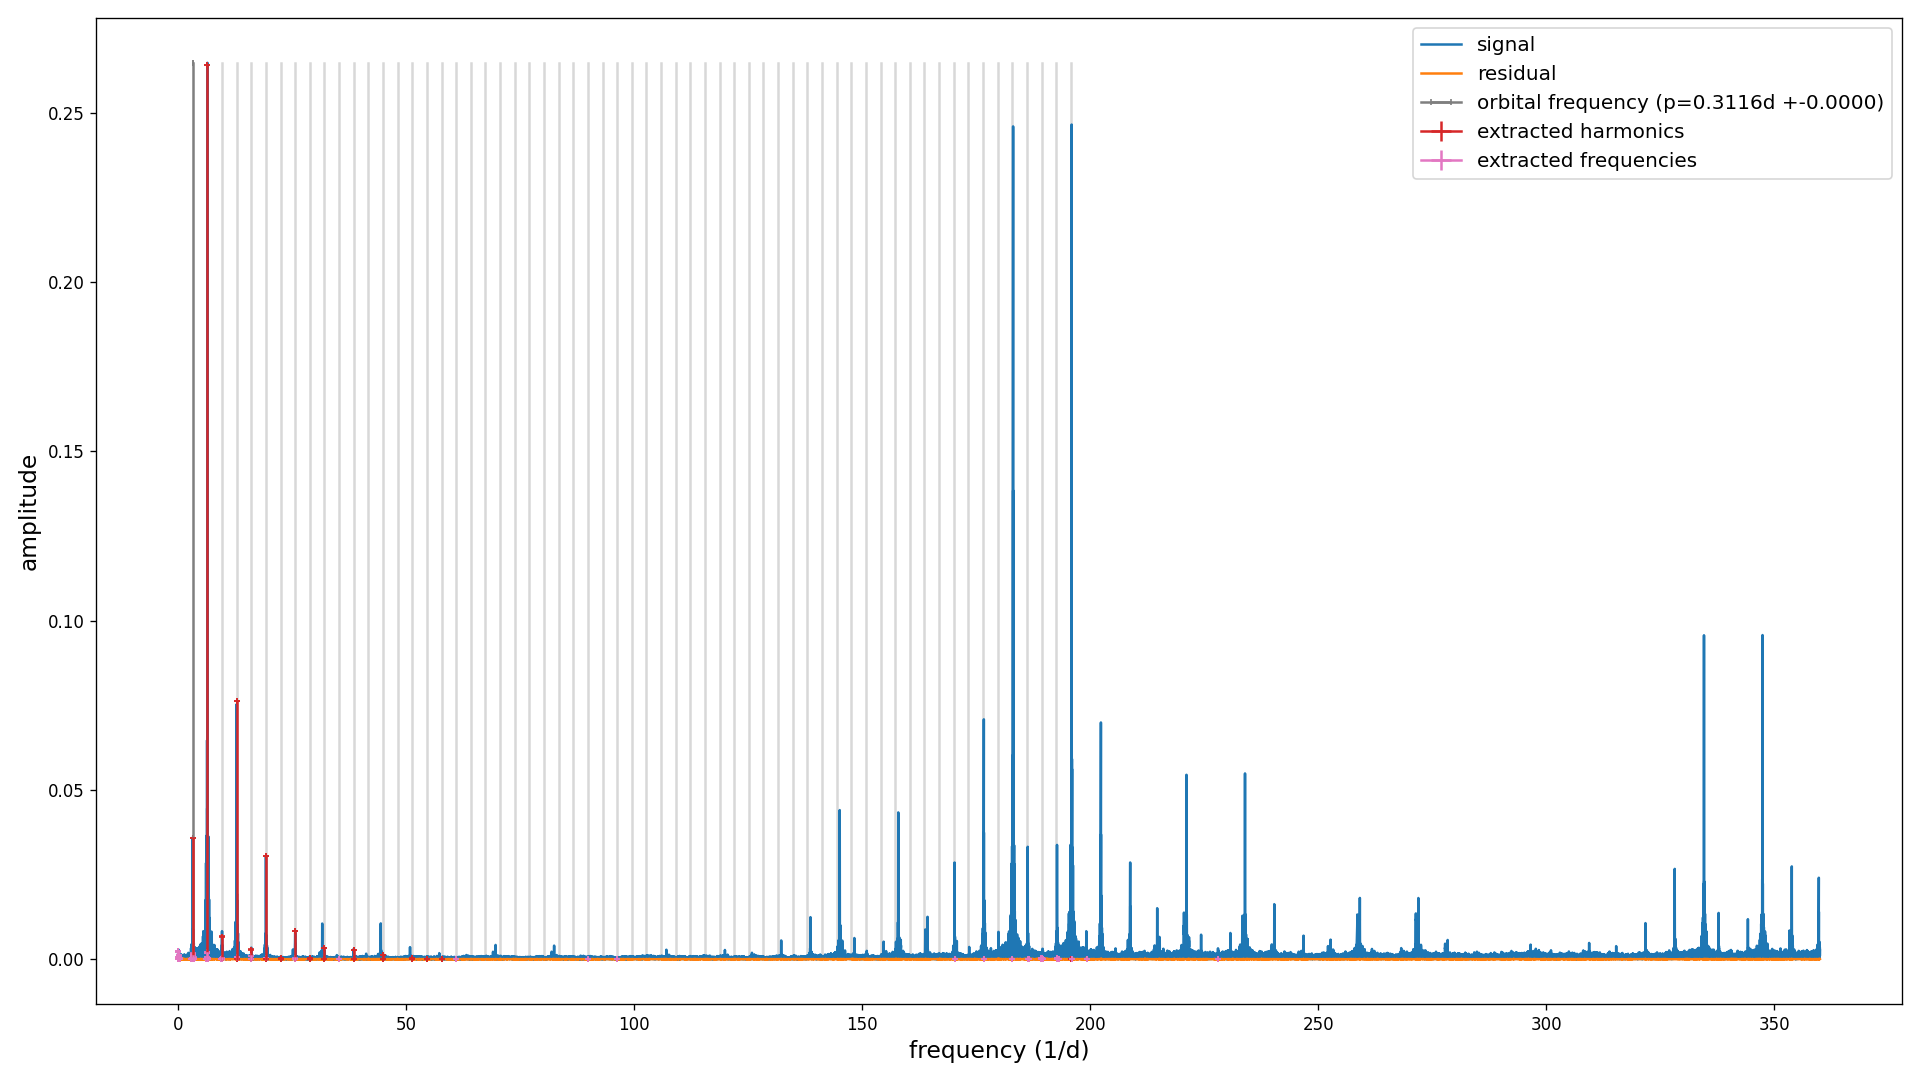 signal
residual
orbital frequency (p=0.3116d +-0.0000)
extracted harmonics
extracted frequencies
amplitude
0.25
0.20
0.15
0.10
0.05
0.00
0 50 100 150 200 250 300 350
frequency (1/d)